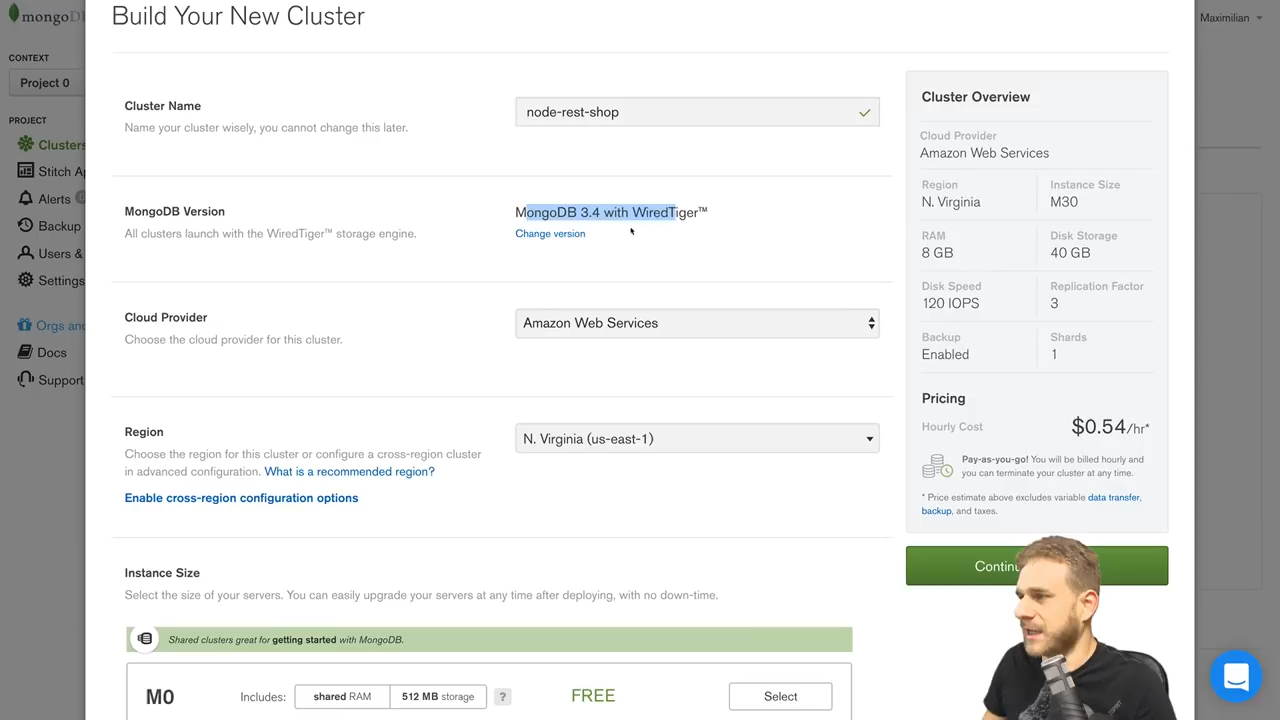 mongoDB
Build Your New Cluster
Maximilian
CONTEXT
Project 0
PROJECT
Clusters
Stitch Ap
Alerts
Backup
Users &
Settings
Orgs and
Docs
Support
Cluster Name
Name your cluster wisely, you cannot change this later.
node-rest-shop
MongoDB Version
All clusters launch with the WiredTiger™ storage engine.
MongoDB 3.4 with WiredTiger™
Change version
Cloud Provider
Choose the cloud provider for this cluster.
Amazon Web Services
Region
Choose the region for this cluster or configure a cross-region cluster
in advanced configuration. What is a recommended region?
Enable cross-region configuration options
N. Virginia (us-east-1)
Instance Size
Select the size of your servers. You can easily upgrade your servers at any time after deploying, with no down-time.
Shared clusters great for getting started with MongoDB.
M0 Includes: shared RAM 512 MB storage ? FREE Select
Cluster Overview
Cloud Provider
Amazon Web Services
Region Instance Size
N. Virginia M30
RAM Disk Storage
8 GB 40 GB
Disk Speed Replication Factor
120 IOPS 3
Backup Shards
Enabled 1
Pricing
Hourly Cost $0.54/hr*
Pay-as-you-go! You will be billed hourly and
you can terminate your cluster at any time.
* Price estimate above excludes variable data transfer,
backup, and taxes.
Continu